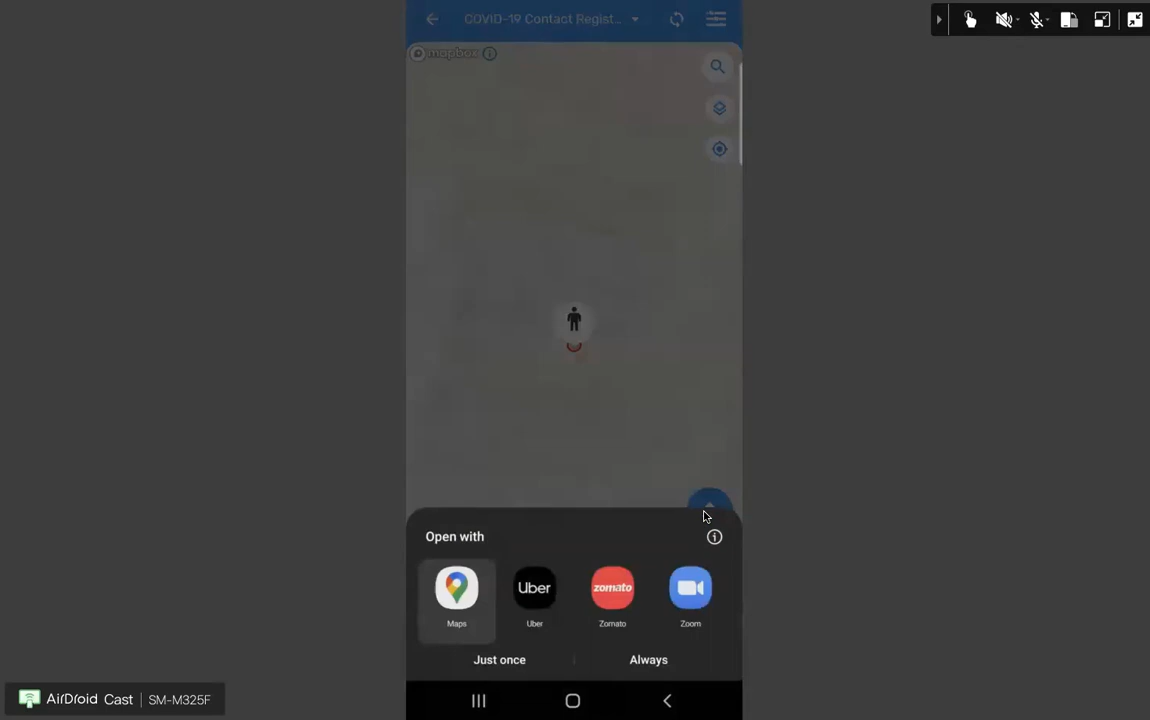 COVID-19 Contact Regist..
mapbox
Open with
Uber
zomato
Maps
Uber
Zomato
Zoom
Just once
Always
AirDroid Cast | SM-M325F